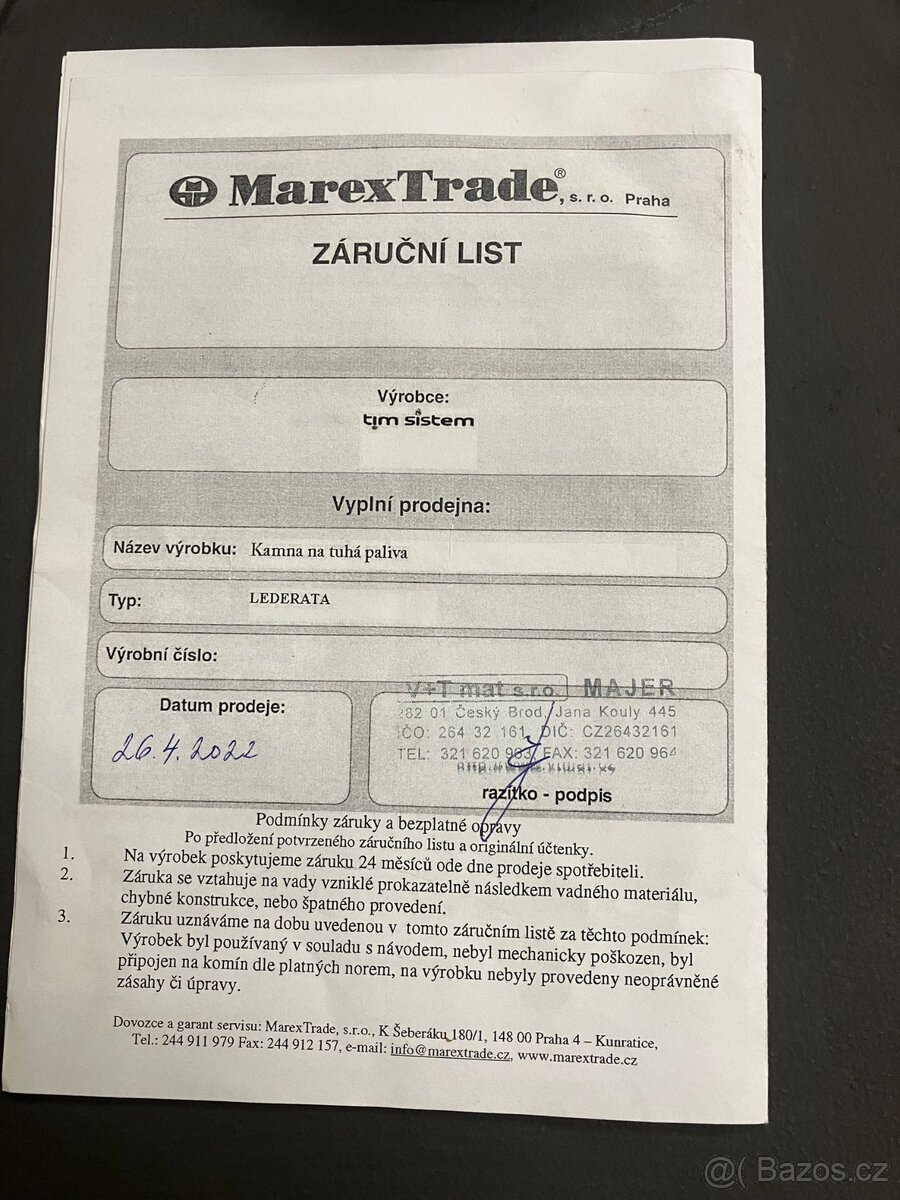 MarexTrade®, s. r. o. Praha
ZÁRUČNÍ LIST
Výrobce:
tim sistem
Vyplní prodejna:
Název výrobku: Kamna na tuhá paliva
Typ: LEDERATA
Výrobní číslo:
V+T mat s.r.o. MAJER
282 01 Český Brod, Jana Kouly 445
IČO: 264 32 161, DIČ: CZ26432161
TEL: 321 620 963, FAX: 321 620 964
Datum prodeje:
26.4.2022
razítko - podpis
Podmínky záruky a bezplatné opravy
Po předložení potvrzeného záručního listu a originální účtenky.
1. Na výrobek poskytujeme záruku 24 měsíců ode dne prodeje spotřebiteli.
2. Záruka se vztahuje na vady vzniklé prokazatelně následkem vadného materiálu,
chybné konstrukce, nebo špatného provedení.
3. Záruku uznáváme na dobu uvedenou v tomto záručním listě za těchto podmínek:
Výrobek byl používaný v souladu s návodem, nebyl mechanicky poškozen, byl
připojen na komín dle platných norem, na výrobku nebyly provedeny neoprávněné
zásahy či úpravy.
Dovozce a garant servisu: MarexTrade, s.r.o., K Šeberáku 180/1, 148 00 Praha 4 – Kunratice,
Tel.: 244 911 979 Fax: 244 912 157, e-mail: info@marextrade.cz, www.marextrade.cz
@( Bazos.cz